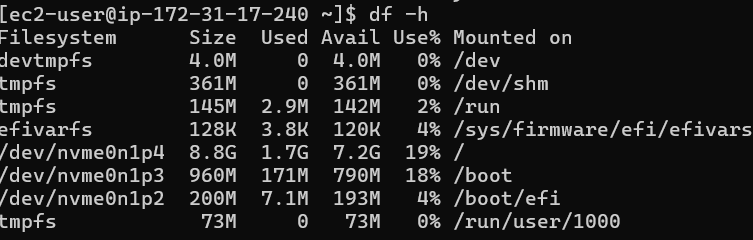 [ec2-user@ip-172-31-17-240 ~]$ df -h
Filesystem      Size  Used Avail Use% Mounted on
devtmpfs        4.0M     0  4.0M   0% /dev
tmpfs           361M     0  361M   0% /dev/shm
tmpfs           145M  2.9M  142M   2% /run
efivarfs        128K  3.8K  120K   4% /sys/firmware/efi/efivars
/dev/nvme0n1p4  8.8G  1.7G  7.2G  19% /
/dev/nvme0n1p3  960M  171M  790M  18% /boot
/dev/nvme0n1p2  200M  7.1M  193M   4% /boot/efi
tmpfs            73M     0   73M   0% /run/user/1000